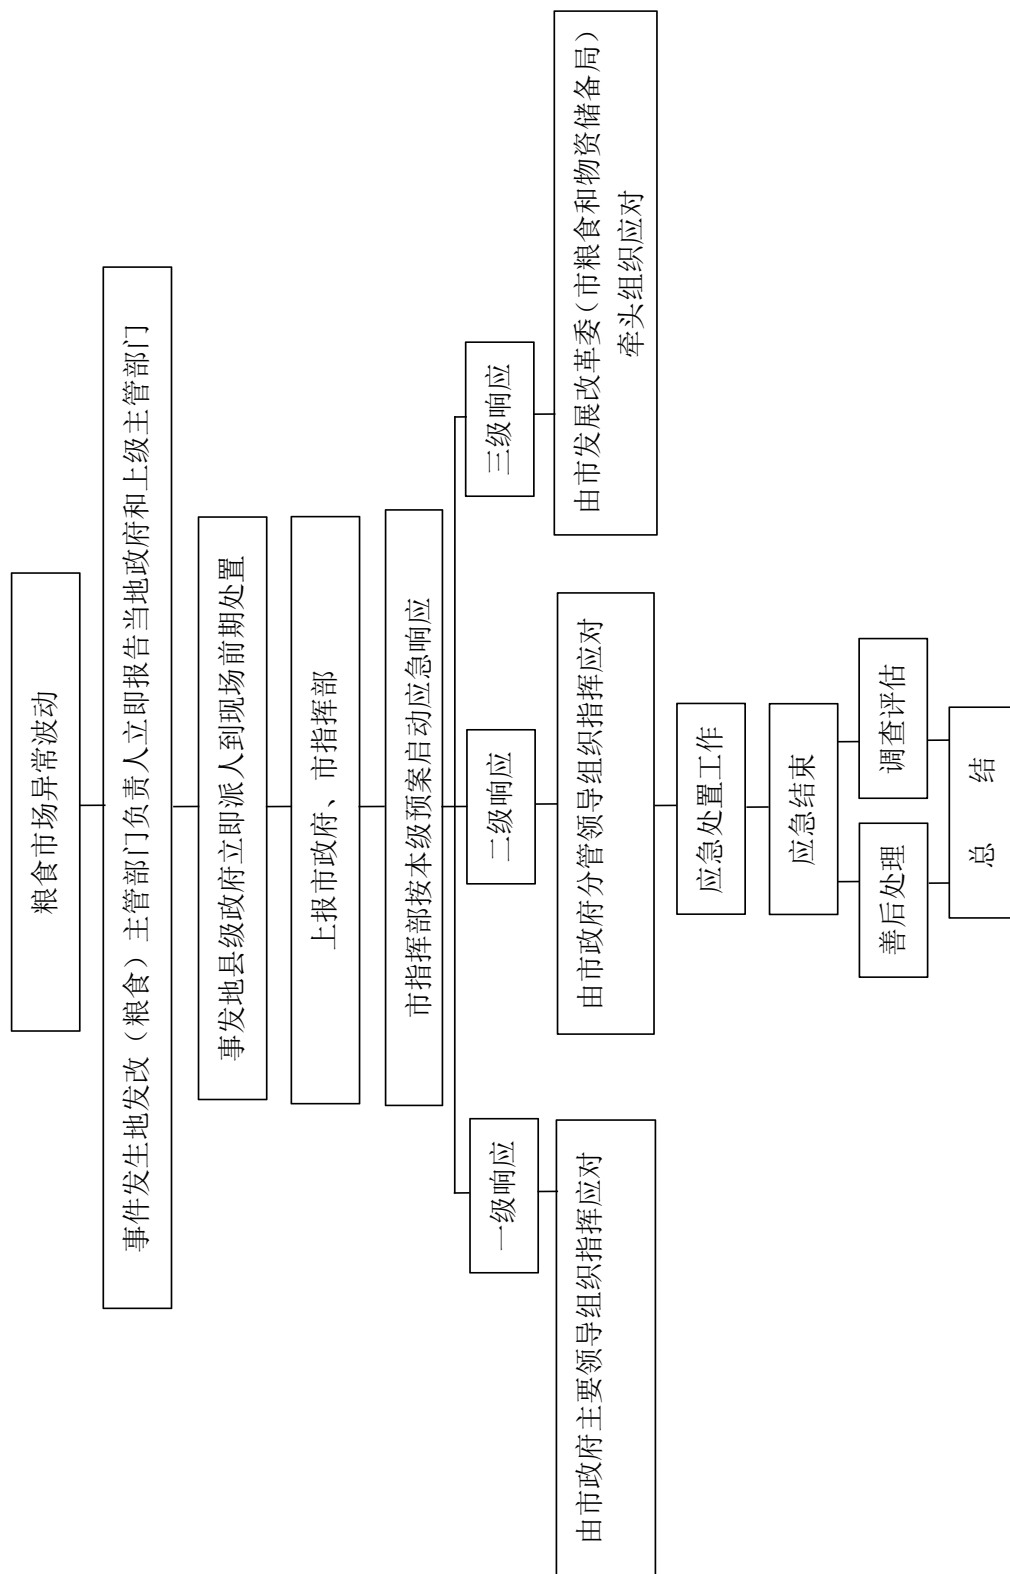 粮食市场异常波动
事件发生地发改（粮食）主管部门负责人立即报告当地政府和上级主管部门
事发地县级政府立即派人到现场前期处置
上报市政府、市指挥部
市指挥部按本级预案启动应急响应
一级响应
二级响应
三级响应
由市政府主要领导组织指挥应对
由市政府分管领导组织指挥应对
由市发展改革委（市粮食和物资储备局）
牵头组织应对
应急处置工作
应急结束
善后处理
调查评估
总 结